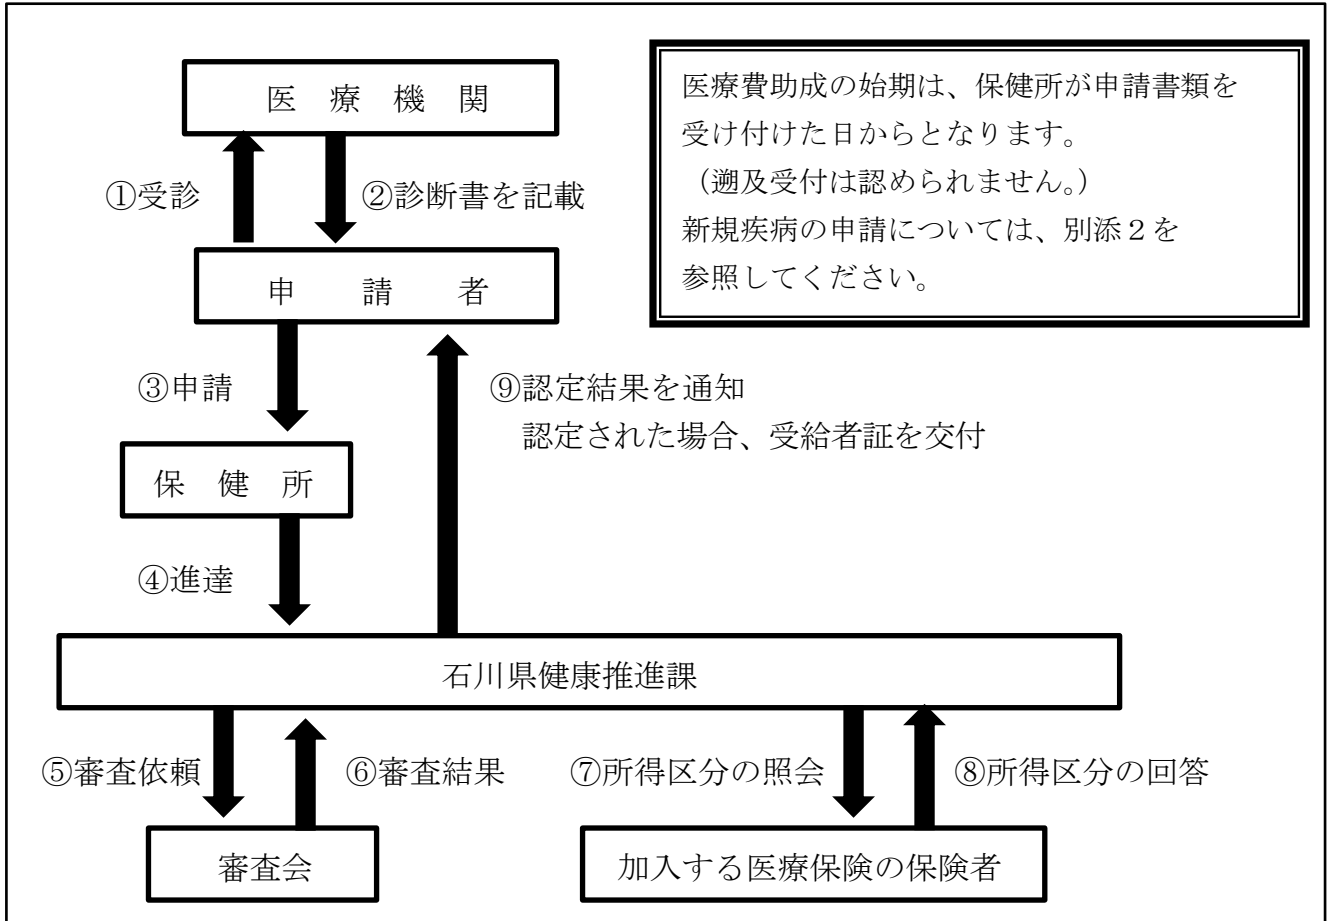 医療機関
医療費助成の始期は、保健所が申請書類を
受け付けた日からとなります。
（遡及受付は認められません。）
新規疾病の申請については、別添２を
参照してください。
①受診
②診断書を記載
申請者
③申請
⑨認定結果を通知
認定された場合、受給者証を交付
保健所
④進達
石川県健康推進課
⑤審査依頼
⑥審査結果
⑦所得区分の照会
⑧所得区分の回答
審査会
加入する医療保険の保険者